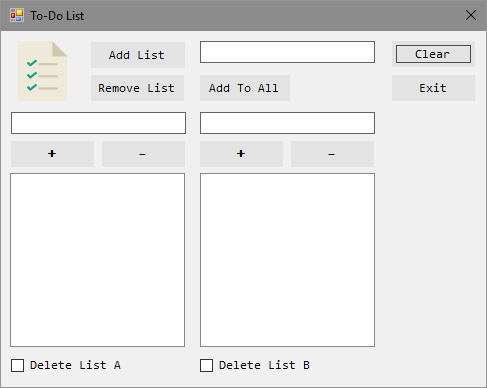 To-Do List
Add List
Clear
Remove List
Add To All
Exit
+
-
+
-
Delete List A
Delete List B